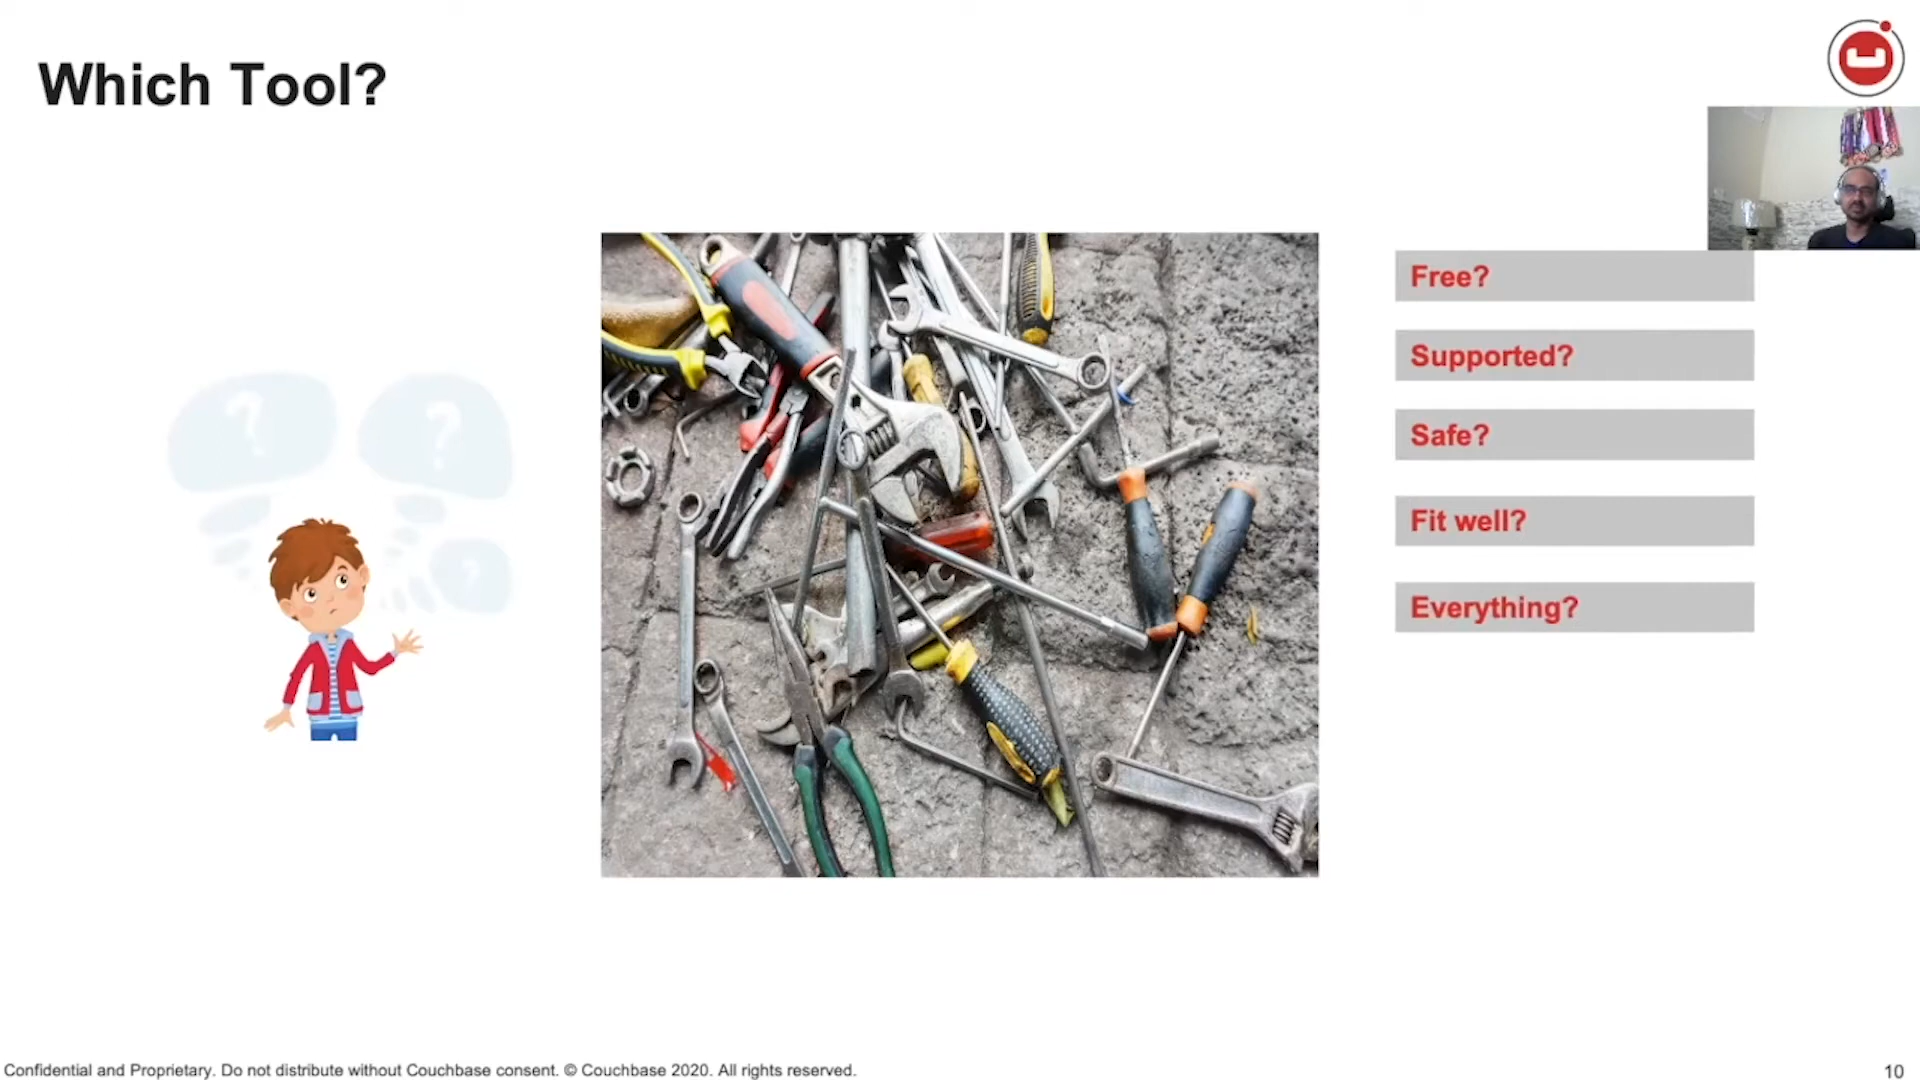 Which Tool?
? ? ?
Free?
Supported?
Safe?
Fit well?
Everything?
Confidential and Proprietary. Do not distribute without Couchbase consent. © Couchbase 2020. All rights reserved.
10